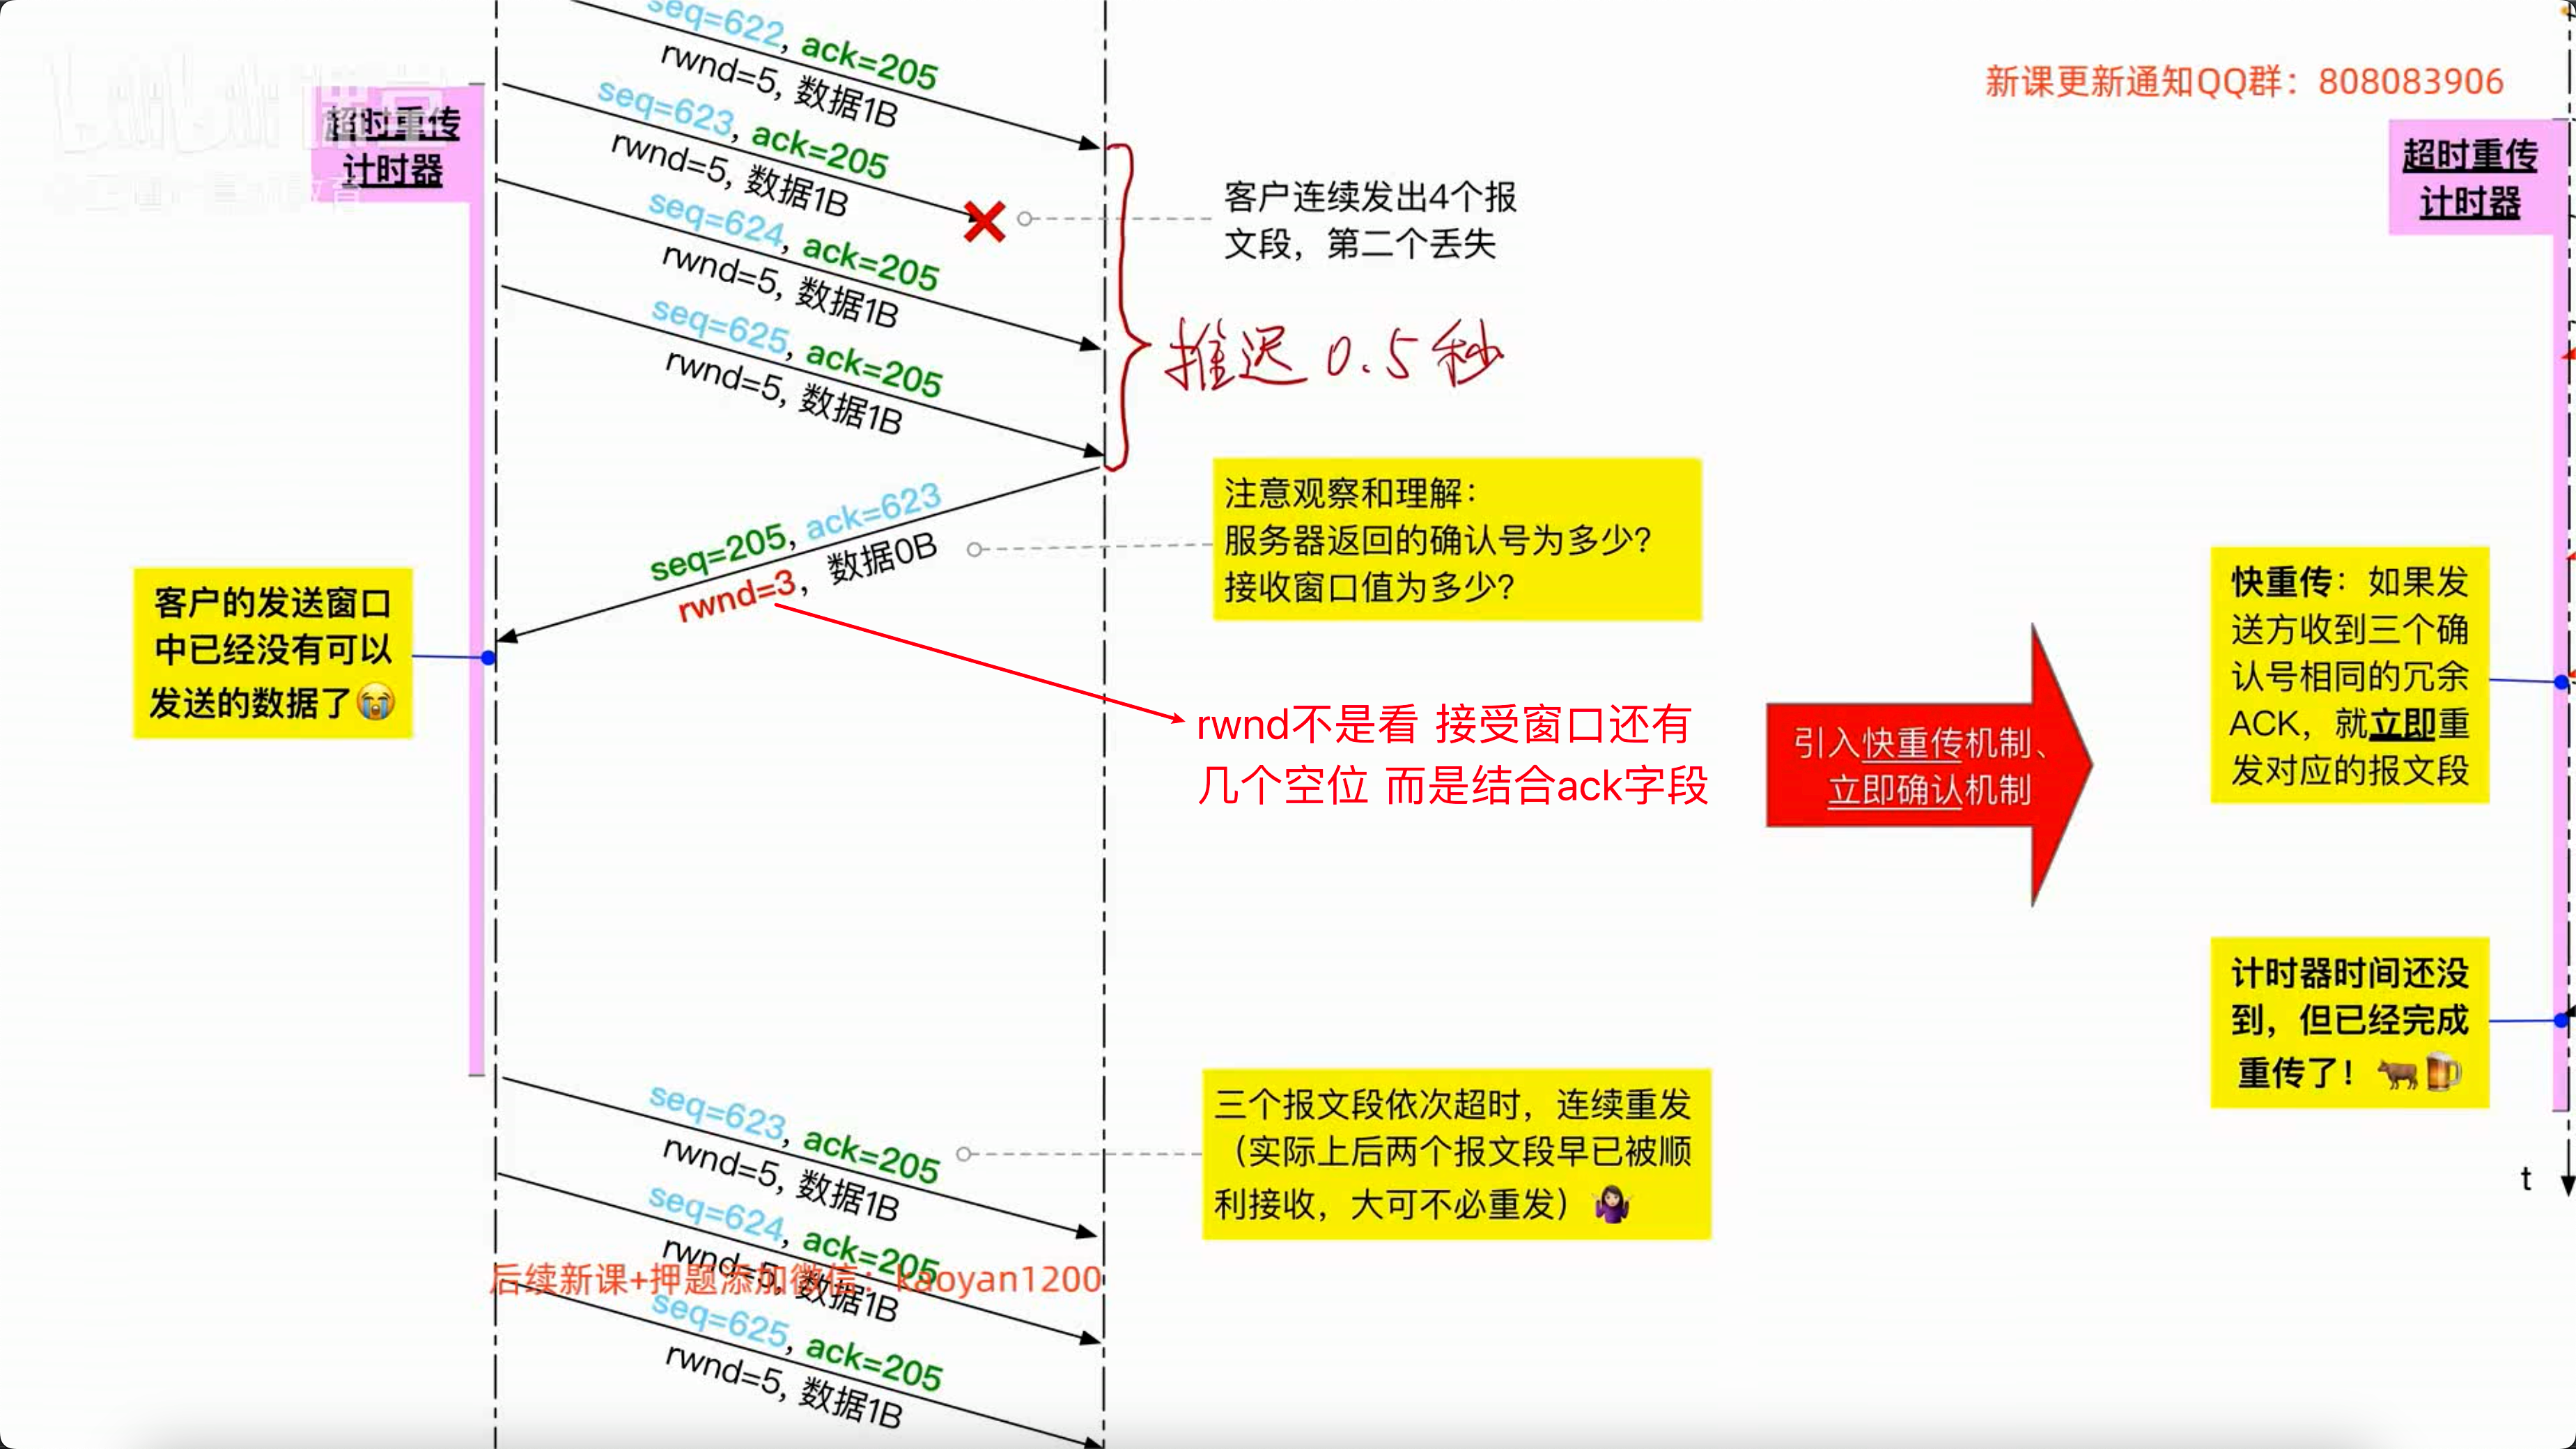 seq=622, ack=205
rwnd=5, 数据1B
新课更新通知QQ群：808083906
课堂
教育
超时重传
计时器
seq=623, ack=205
rwnd=5, 数据1B
客户连续发出4个报
文段，第二个丢失
超时重传
计时器
seq=624, ack=205
rwnd=5, 数据1B
seq=625, ack=205
rwnd=5, 数据1B
推迟 0.5秒
seq=205, ack=623
rwnd=3，数据0B
注意观察和理解：
服务器返回的确认号为多少？
接收窗口值为多少？
客户的发送窗口
中已经没有可以
发送的数据了😭
rwnd不是看 接受窗口还有
几个空位 而是结合ack字段
引入快重传机制、
立即确认机制
快重传：如果发
送方收到三个确
认号相同的冗余
ACK，就立即重
发对应的报文段
计时器时间还没
到，但已经完成
重传了！🐂🍺
t
seq=623, ack=205
rwnd=5, 数据1B
三个报文段依次超时，连续重发
（实际上后两个报文段早已被顺
利接收，大可不必重发）🤷‍♀️
seq=624, ack=205
rwnd=5, 数据1B
后续新课+押题添加微信：kaoyan1200
seq=625, ack=205
rwnd=5, 数据1B